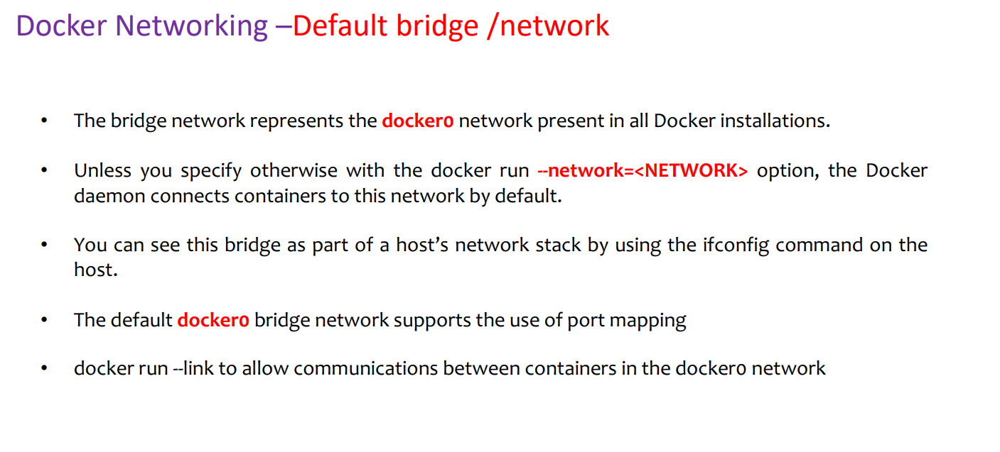 Docker Networking –Default bridge /network
• The bridge network represents the docker0 network present in all Docker installations.
• Unless you specify otherwise with the docker run --network=<NETWORK> option, the Docker
daemon connects containers to this network by default.
• You can see this bridge as part of a host’s network stack by using the ifconfig command on the
host.
• The default docker0 bridge network supports the use of port mapping
• docker run --link to allow communications between containers in the docker0 network